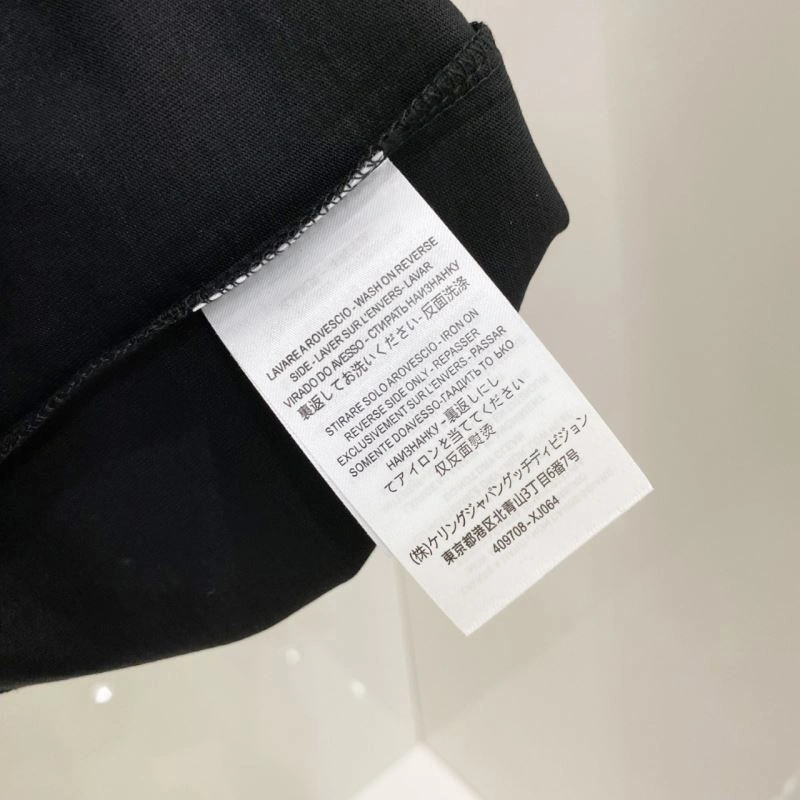 LAVARE A ROVESCIO - WASH ON REVERSE
SIDE - LAVER SUR L'ENVERS - LAVAR
VIRADO DO AVESSO - СТИРАТЬ НАИЗНАНКУ
裏返してお洗いください - 反面洗涤
STIRARE SOLO AROVESCIO - IRON ON
REVERSE SIDE ONLY - REPASSER
EXCLUSIVEMENT SUR L'ENVERS - PASSAR
SOMENTE DOAVESSO-ГААДИТЬ ТО ЬКО
НАИЗНАНКУ - 裏返しにし
てアイロンを当ててください
仅反面熨烫
(株)ケリングジャパングッチディビジョン
東京都港区北青山3丁目6番7号
409708-XJ064